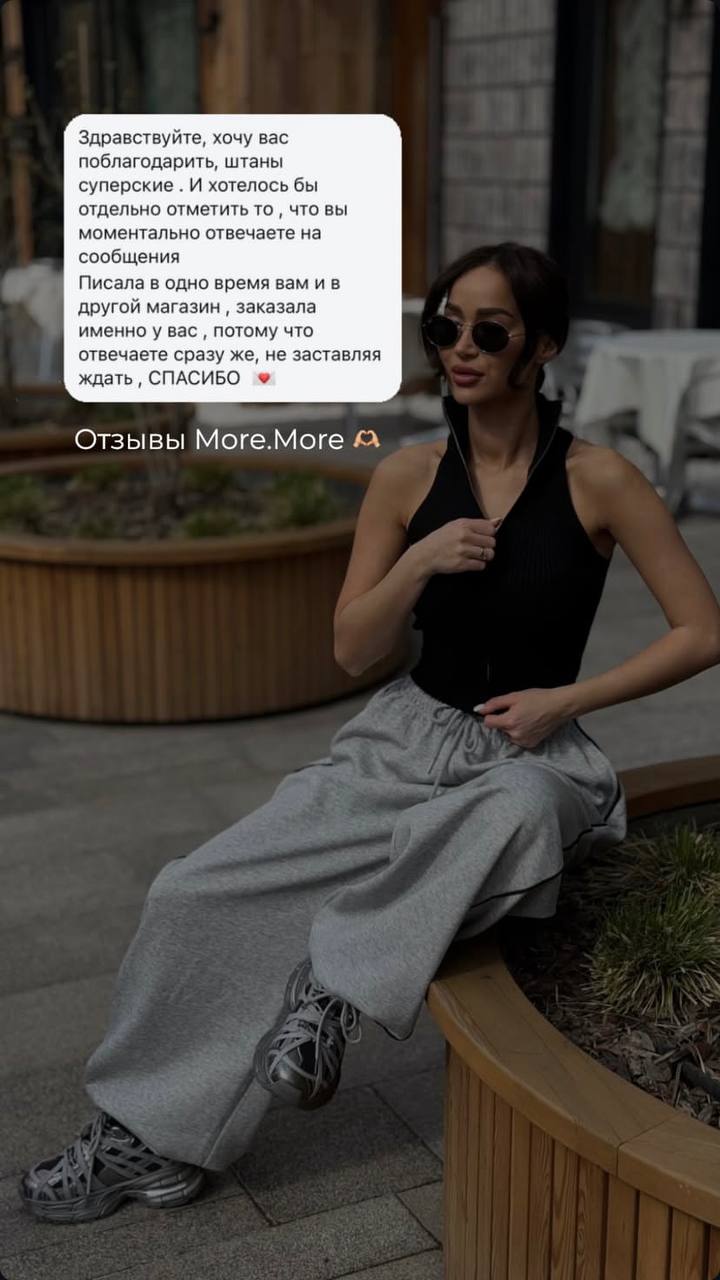 Здравствуйте, хочу вас
поблагодарить, штаны
суперские . И хотелось бы
отдельно отметить то , что вы
моментально отвечаете на
сообщения
Писала в одно время вам и в
другой магазин , заказала
именно у вас , потому что
отвечаете сразу же, не заставляя
ждать , СПАСИБО 💌
Отзывы More.More 🫶🏼